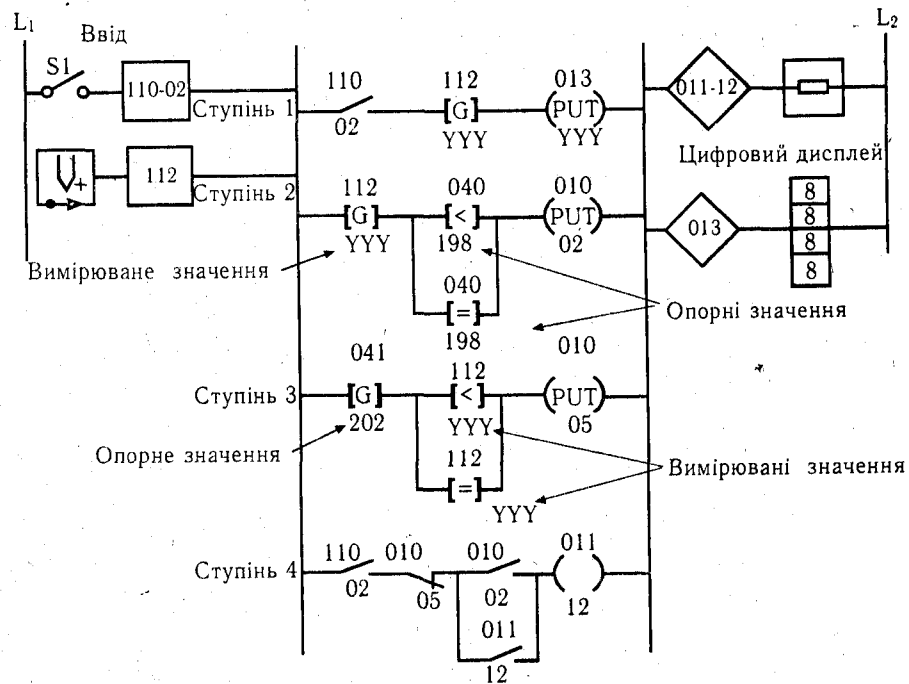 L1
L2
Ввід
S1
110-02
Ступінь 1
110
02
112
[G]
YYY
013
(PUT)
YYY
011-12
Цифровий дисплей
112
Ступінь 2
112
[G]
YYY
040
[<]
198
010
(PUT)
02
013
8
8
8
8
Вимірюване значення
040
[=]
198
Опорні значення
Ступінь 3
041
[G]
202
112
[<]
YYY
010
(PUT)
05
Опорне значення
112
[=]
YYY
Вимірювані значення
Ступінь 4
110
02
010
05
010
02
011
12
011
12